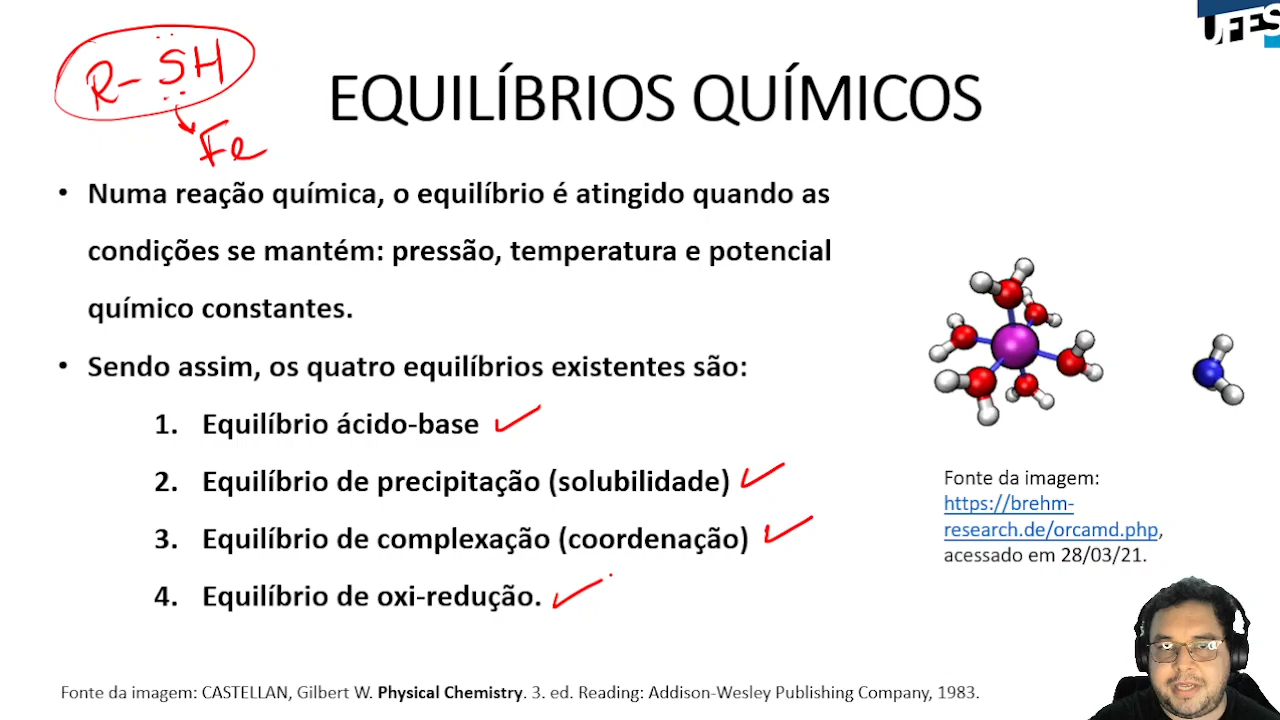 R-SH
Fe
UFES
EQUILÍBRIOS QUÍMICOS
• Numa reação química, o equilíbrio é atingido quando as
condições se mantém: pressão, temperatura e potencial
químico constantes.
• Sendo assim, os quatro equilíbrios existentes são:
1. Equilíbrio ácido-base
2. Equilíbrio de precipitação (solubilidade)
3. Equilíbrio de complexação (coordenação)
4. Equilíbrio de oxi-redução.
Fonte da imagem:
https://brehm-
research.de/orcamd.php,
acessado em 28/03/21.
Fonte da imagem: CASTELLAN, Gilbert W. Physical Chemistry. 3. ed. Reading: Addison-Wesley Publishing Company, 1983.